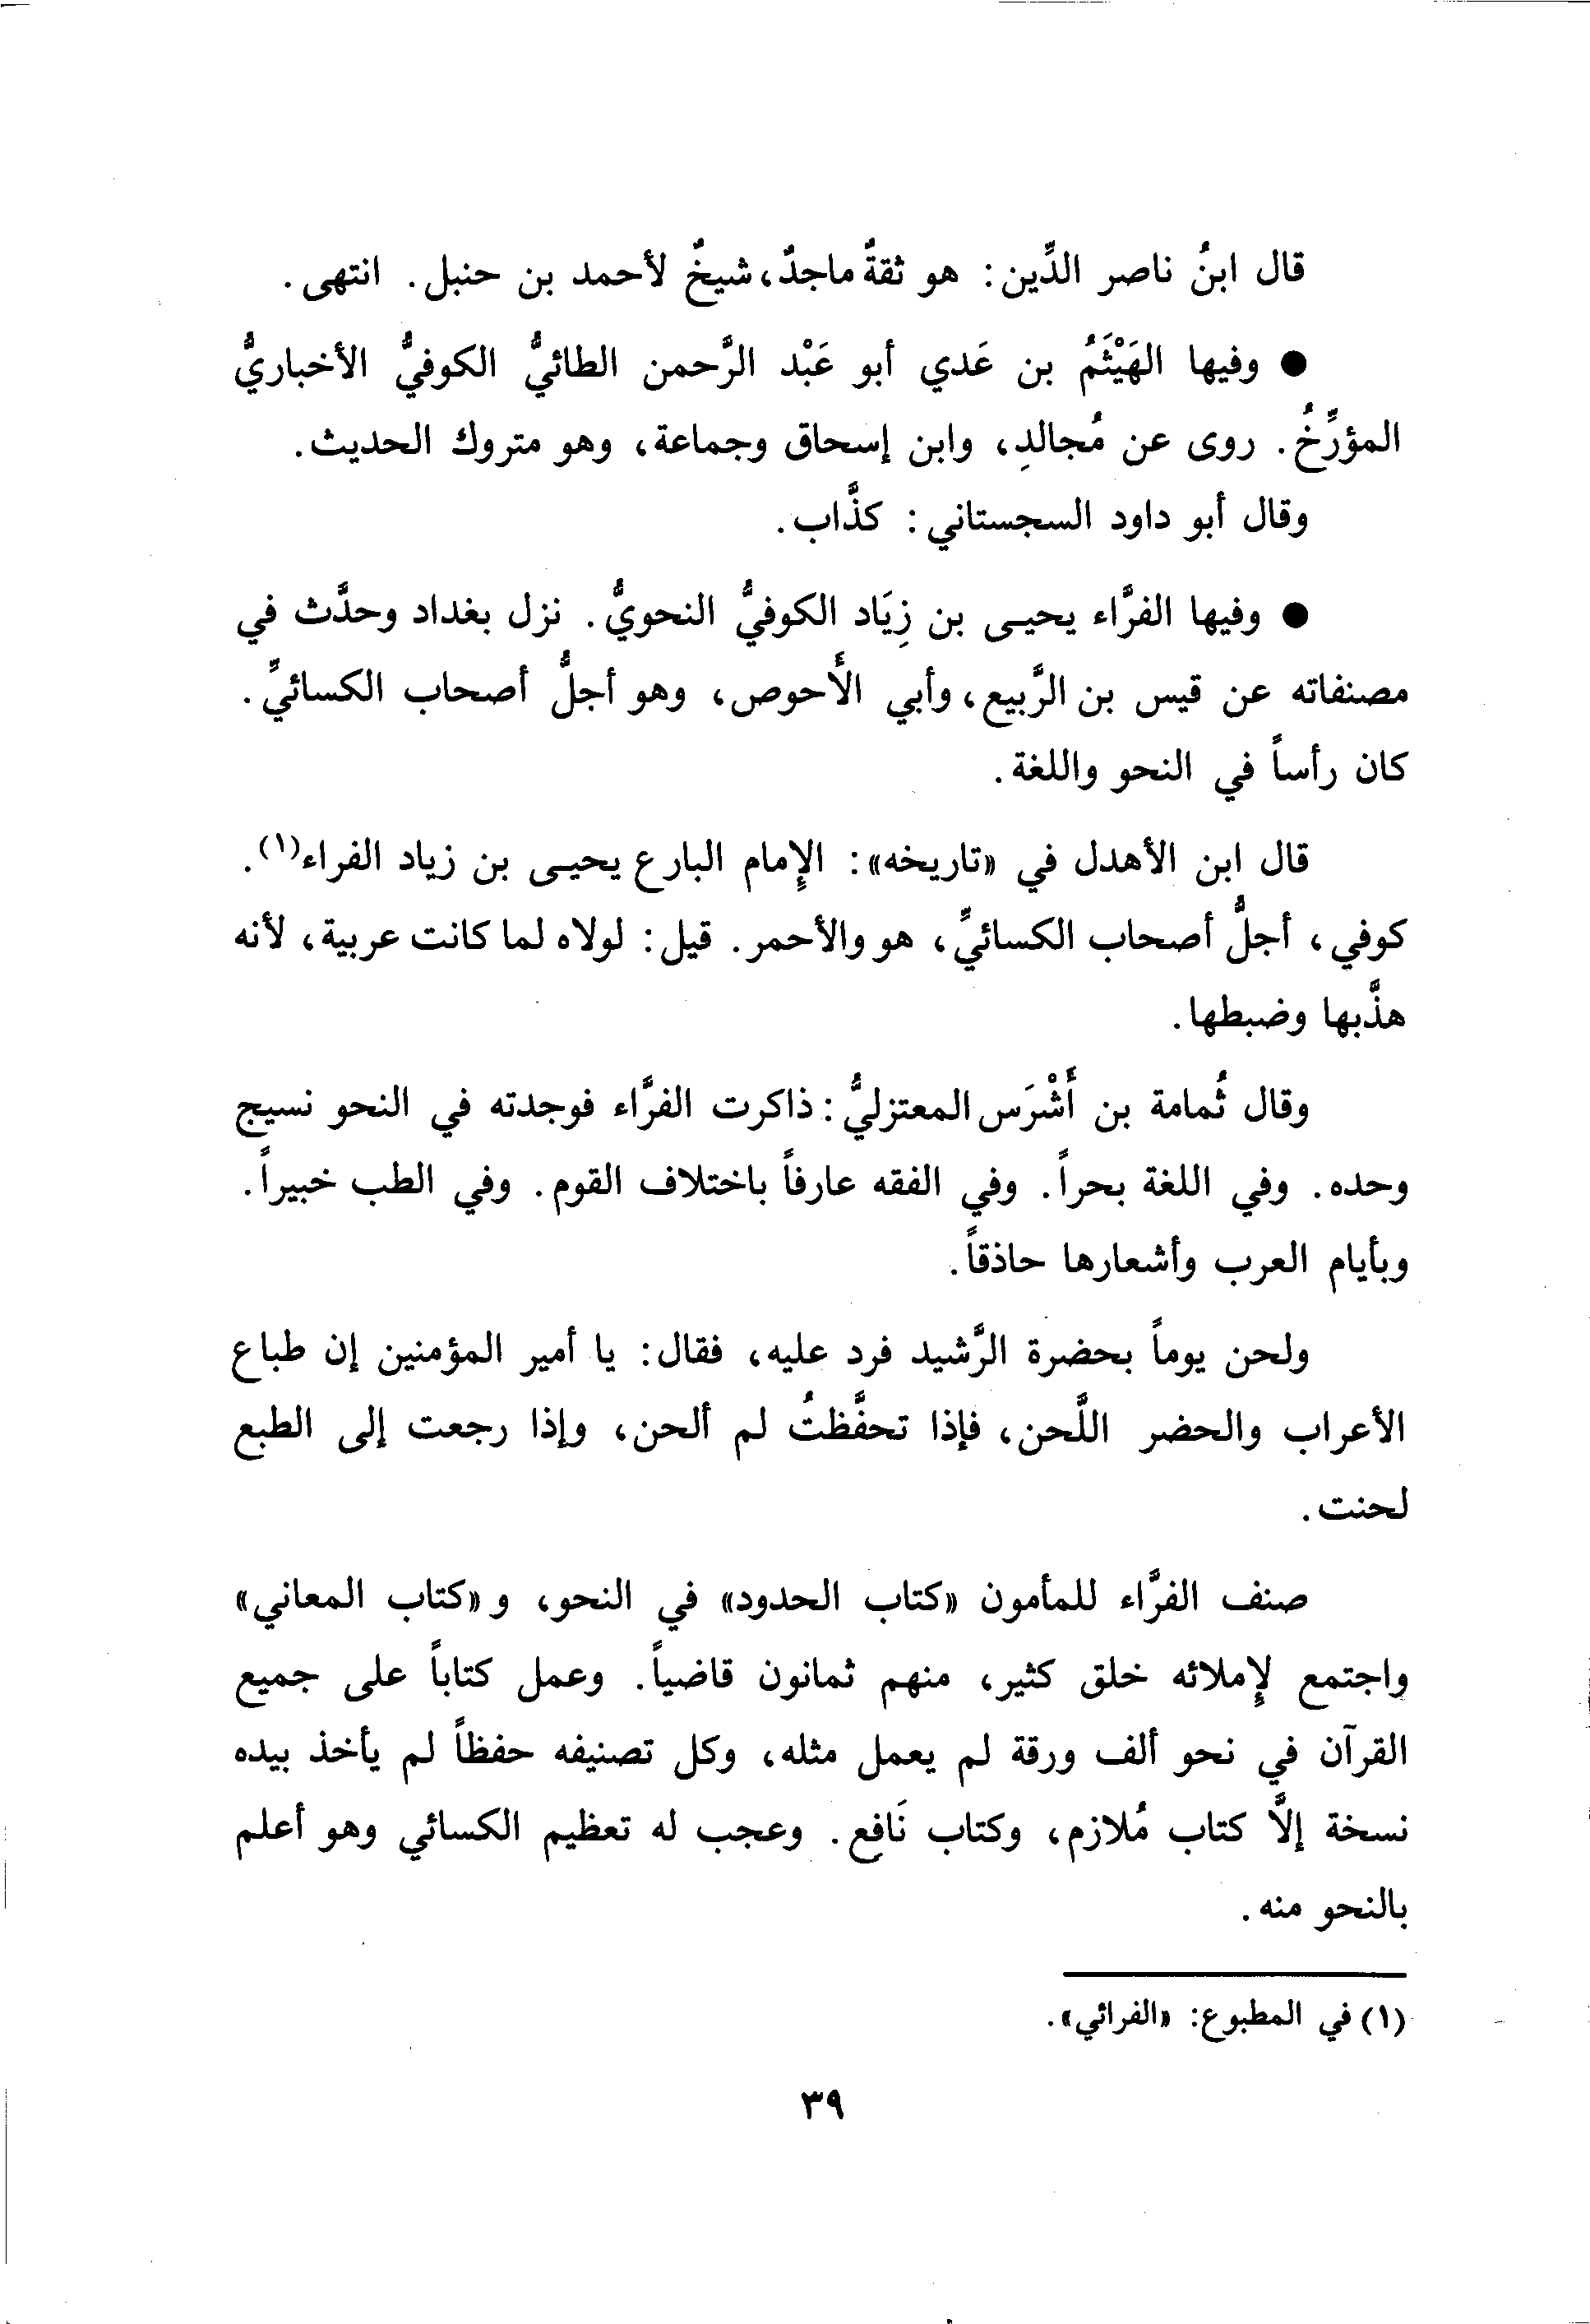 قال ابنُ ناصر الدِّين: هو ثقةٌ ماجدٌ، شيخٌ لأحمد بن حنبل. انتهى.
● وفيها الهَيْثَمُ بن عَدي أبو عَبْد الرَّحمن الطائيُّ الكوفيُّ الأخباريُّ
المؤرِّخُ. روى عن مُجالدِ، وابن إسحاق وجماعة، وهو متروك الحديث.
وقال أبو داود السجستاني: كذَّاب.
● وفيها الفرَّاء يحيـى بن زِيَاد الكوفيُّ النحويُّ. نزل بغداد وحدَّث في
مصنفاته عن قيس بن الرَّبيع، وأبي الأَحوص، وهو أجلُّ أصحاب الكسائيِّ.
كان رأساً في النحو واللغة.
قال ابن الأهدل في «تاريخه»: الإمام البارع يحيـى بن زياد الفراء(١).
كوفي، أجلُّ أصحاب الكسائيِّ، هو والأحمر. قيل: لولاه لما كانت عربية، لأنه
هذَّبها وضبطها.
وقال ثُمامة بن أَشْرَس المعتزليُّ: ذاكرت الفرَّاء فوجدته في النحو نسيج
وحده. وفي اللغة بحراً. وفي الفقه عارفاً باختلاف القوم. وفي الطب خبيراً.
وبأيام العرب وأشعارها حاذقاً.
ولحن يوماً بحضرة الرَّشيد فرد عليه، فقال: يا أمير المؤمنين إن طباع
الأعراب والحضر اللَّحن، فإذا تحفَّظتُ لم ألحن، وإذا رجعت إلى الطبع
لحنت.
صنف الفرَّاء للمأمون «كتاب الحدود» في النحو، و«كتاب المعاني»
واجتمع لإملائه خلق كثير، منهم ثمانون قاضياً. وعمل كتاباً على جميع
القرآن في نحو ألف ورقة لم يعمل مثله، وكل تصنيفه حفظاً لم يأخذ بيده
نسخة إلَّا كتاب مُلازم، وكتاب نَافع. وعجب له تعظيم الكسائي وهو أعلم
بالنحو منه.
(١) في المطبوع: «الفرائي».
٣٩